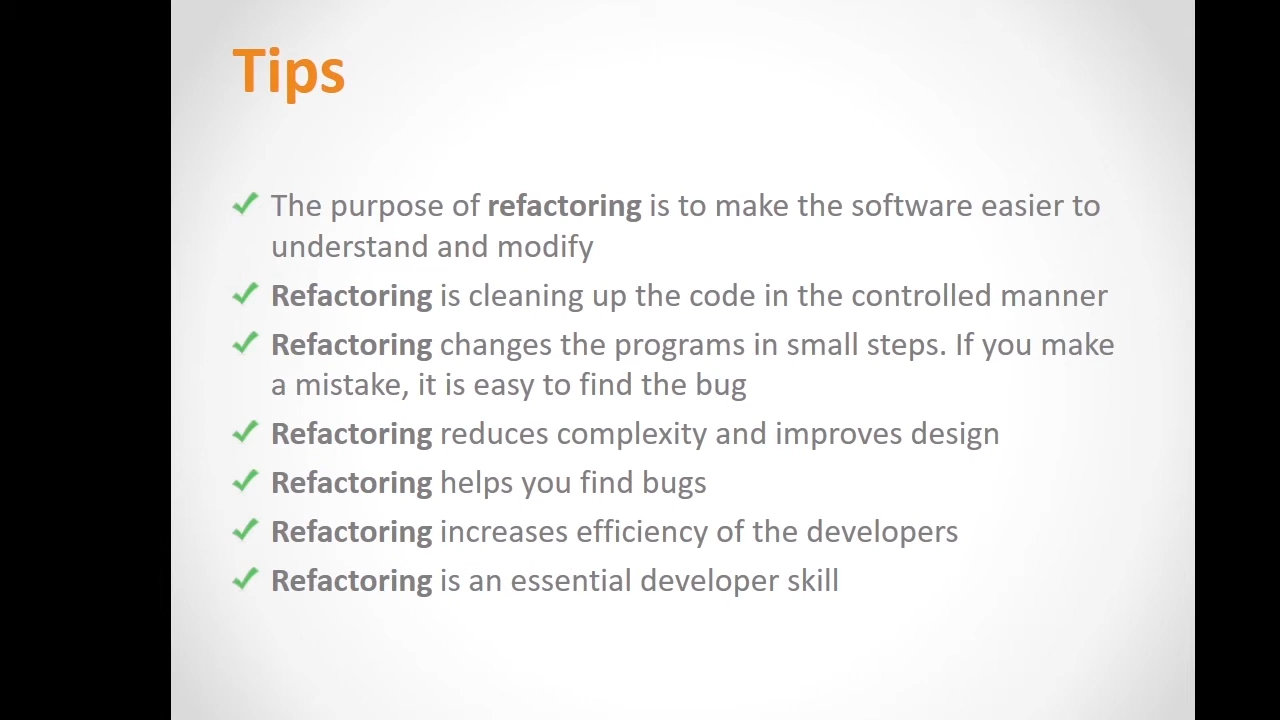 Tips
The purpose of refactoring is to make the software easier to
understand and modify
Refactoring is cleaning up the code in the controlled manner
Refactoring changes the programs in small steps. If you make
a mistake, it is easy to find the bug
Refactoring reduces complexity and improves design
Refactoring helps you find bugs
Refactoring increases efficiency of the developers
Refactoring is an essential developer skill